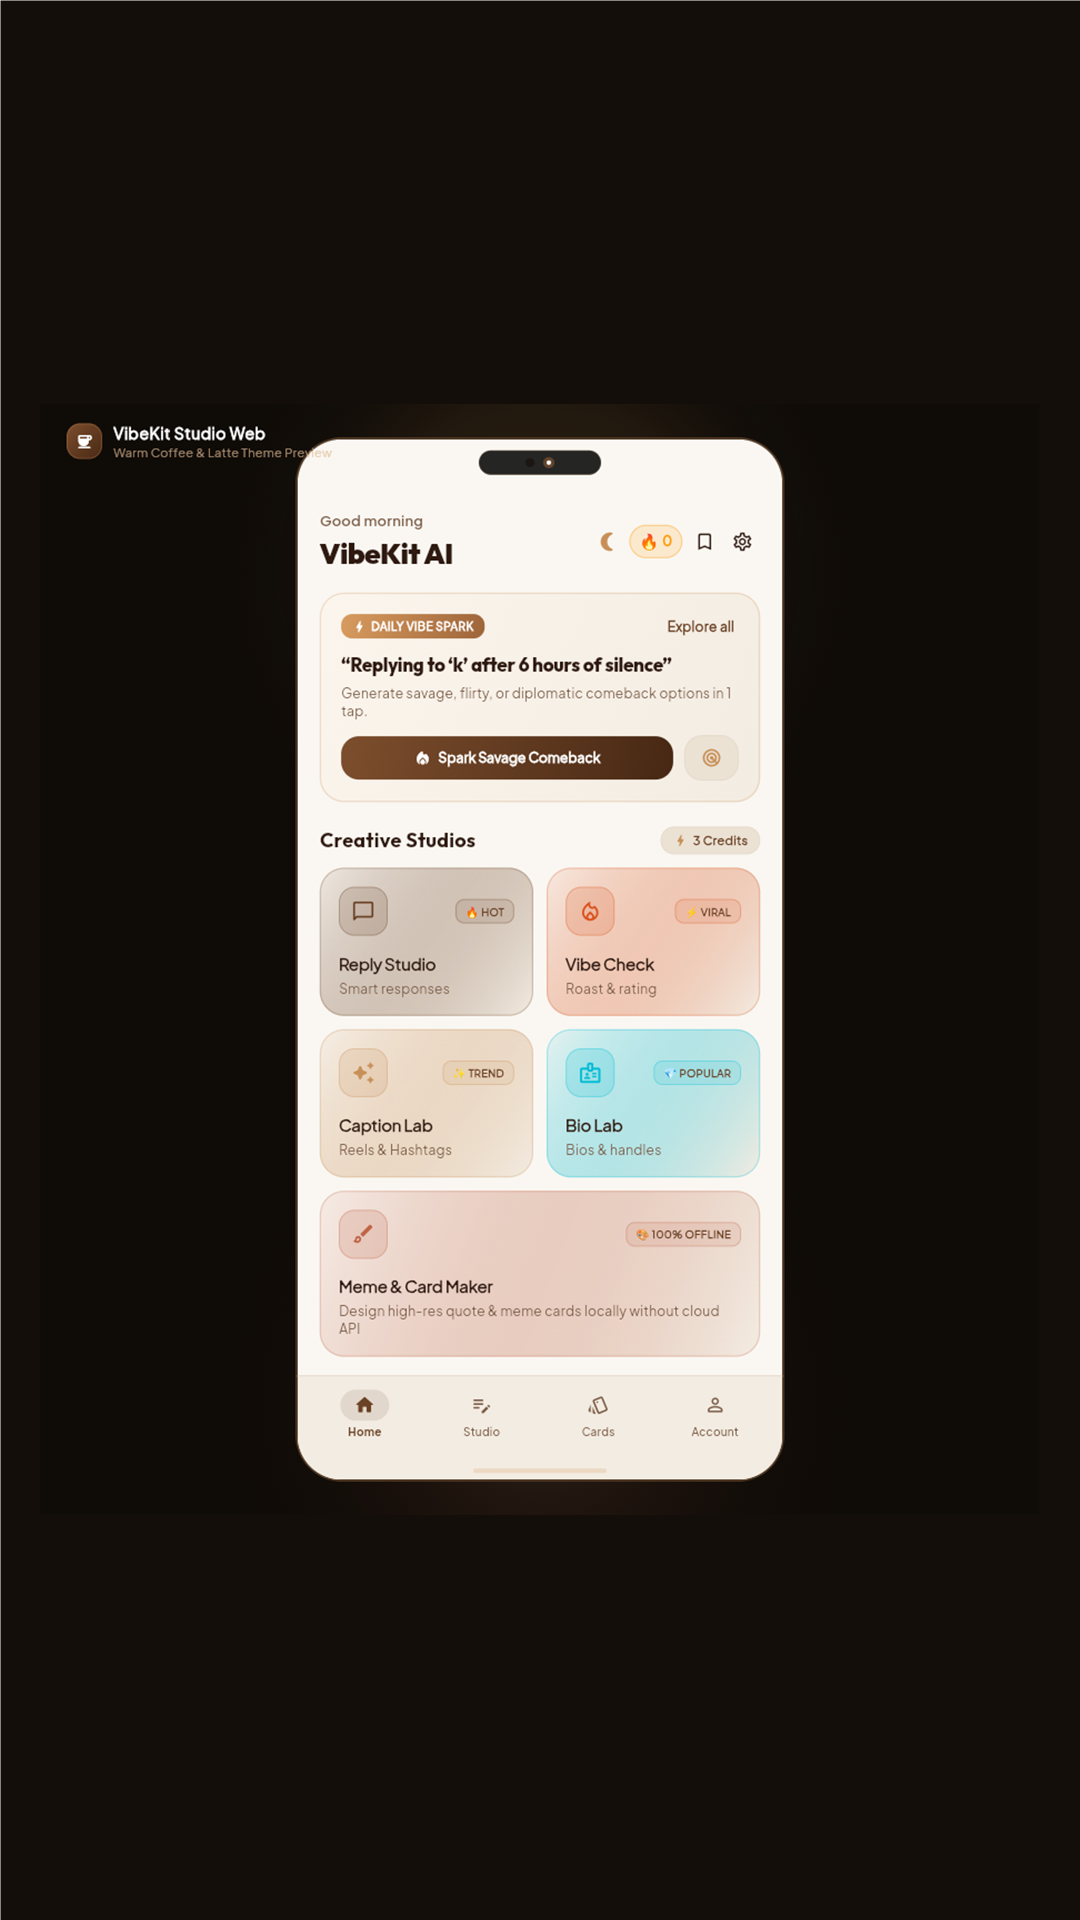 VibeKit Studio Web
Warm Coffee & Latte Theme Preview
Good morning
VibeKit AI
🔥 0
DAILY VIBE SPARK
Explore all
“Replying to ‘k’ after 6 hours of silence”
Generate savage, flirty, or diplomatic comeback options in 1
tap.
Spark Savage Comeback
Creative Studios
3 Credits
🔥 HOT
Reply Studio
Smart responses
✨ VIRAL
Vibe Check
Roast & rating
✨ TREND
Caption Lab
Reels & Hashtags
💎 POPULAR
Bio Lab
Bios & handles
🎨 100% OFFLINE
Meme & Card Maker
Design high-res quote & meme cards locally without cloud
API
Home
Studio
Cards
Account